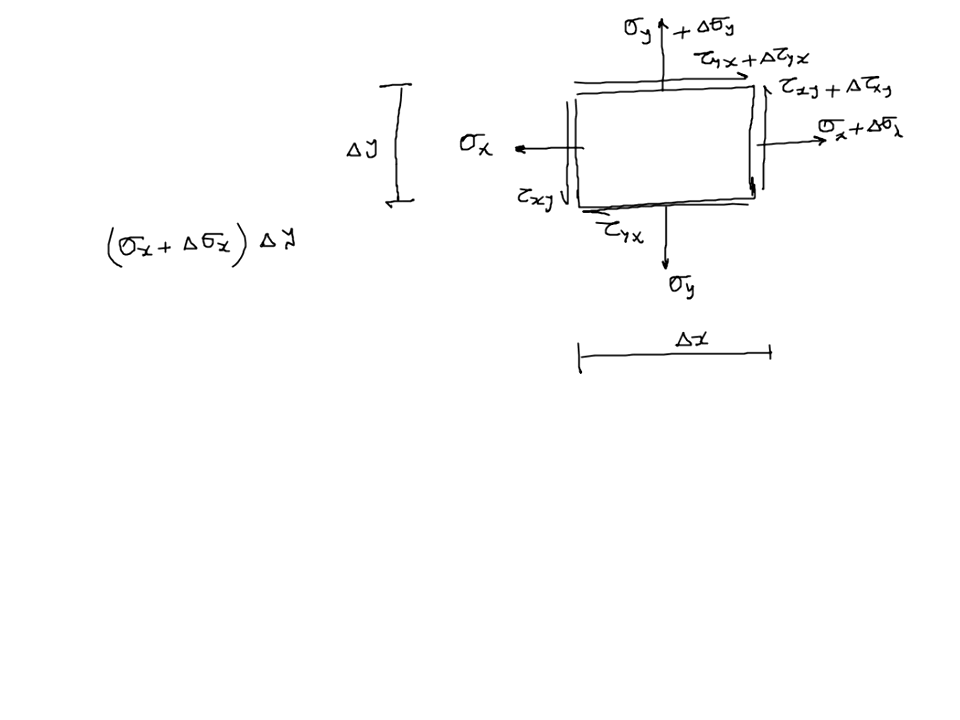 σy + Δσy
τyx + Δτyx
τxy + Δτxy
σx + Δσx
Δy
σx
τxy
τyx
(σx + Δσx) Δy
σy
Δx